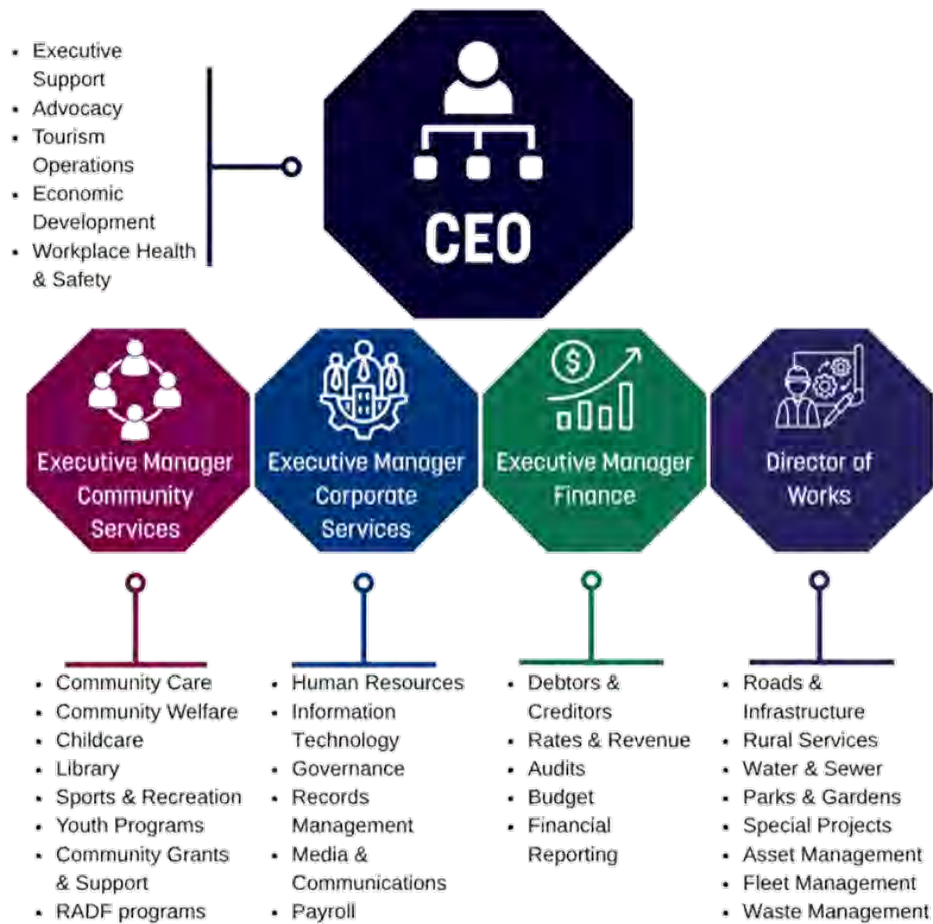 • Executive
Support
• Advocacy
• Tourism
Operations
• Economic
Development
• Workplace Health
& Safety
CEO
$
Executive Manager
Community
Services
Executive Manager
Corporate
Services
Executive Manager
Finance
Director of
Works
• Community Care
• Community Welfare
• Childcare
• Library
• Sports & Recreation
• Youth Programs
• Community Grants
& Support
• RADF programs
• Human Resources
• Information
Technology
• Governance
• Records
Management
• Media &
Communications
• Payroll
• Debtors &
Creditors
• Rates & Revenue
• Audits
• Budget
• Financial
Reporting
• Roads &
Infrastructure
• Rural Services
• Water & Sewer
• Parks & Gardens
• Special Projects
• Asset Management
• Fleet Management
• Waste Management